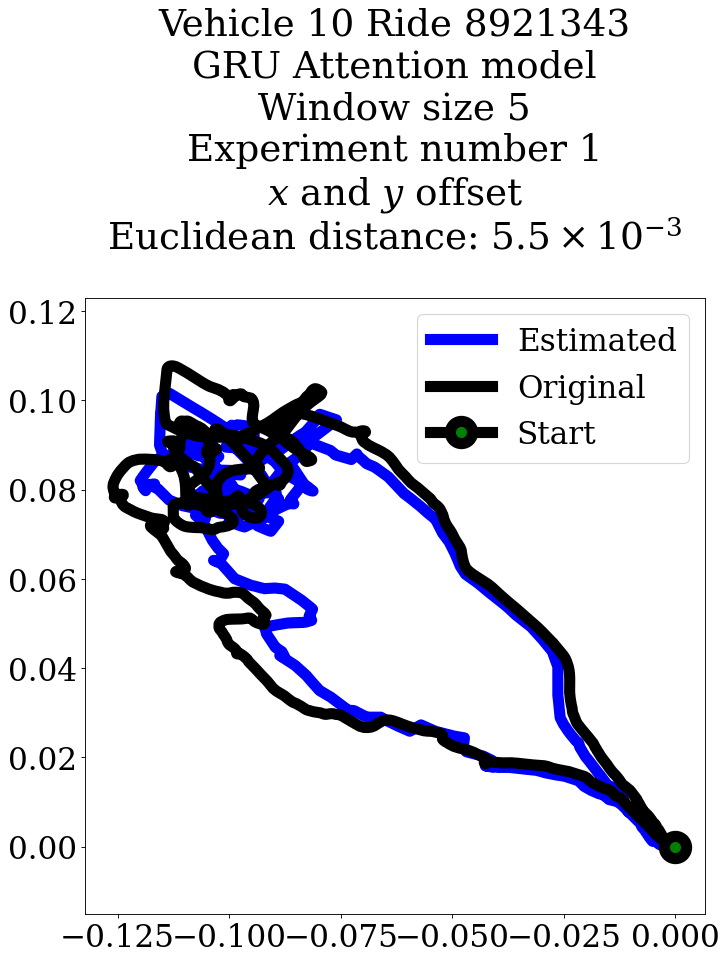 Vehicle 10 Ride 8921343
GRU Attention model
Window size 5
Experiment number 1
x and y offset
Euclidean distance: 5.5 × 10⁻³
Estimated
Original
Start
0.12
0.10
0.08
0.06
0.04
0.02
0.00
−0.125 −0.100 −0.075 −0.050 −0.025 0.000